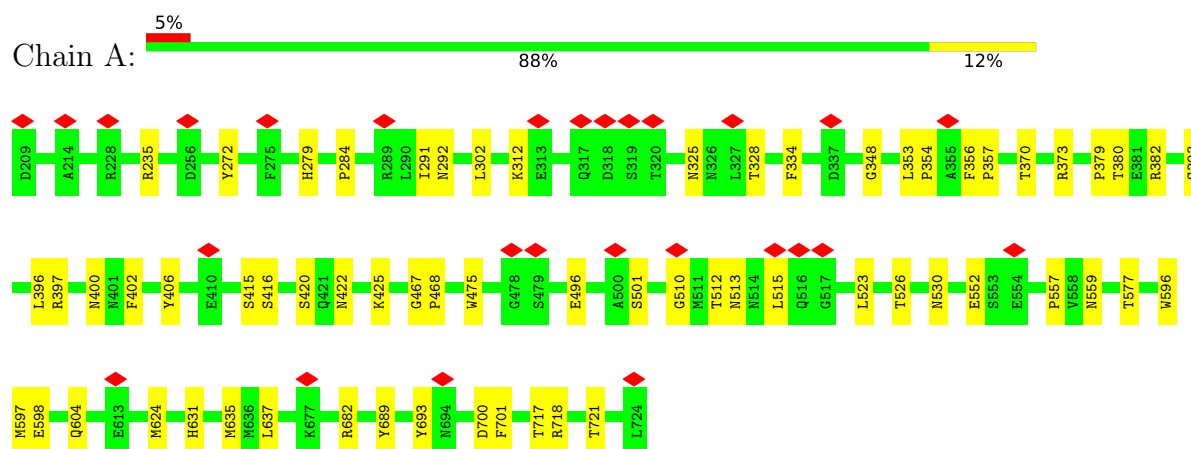 5%
Chain A:
88% 12%
D209 A214 R228 R235 D256 Y272 F275 H279 P284 R289 L290 I291 N292 L302 K312 E313 Q317 D318 S319 T320 N325 N326 L327 T328 F334 D337 G348 L353 P354 A355 F356 P357 T370 R373 P379 T380 E381 R382
L396 R397 N400 N401 F402 Y406 E410 S415 S416 S420 Q421 N422 K425 G467 P468 W475 G478 S479 E496 A500 S501 G510 M511 T512 N513 N514 L515 Q516 G517 L523 T526 N530 E552 S553 E554 P557 V558 N559 T577 W596
M597 E598 Q604 E613 M624 H631 M635 M636 L637 K677 R682 Y689 Y693 N694 D700 F701 T717 R718 T721 L724